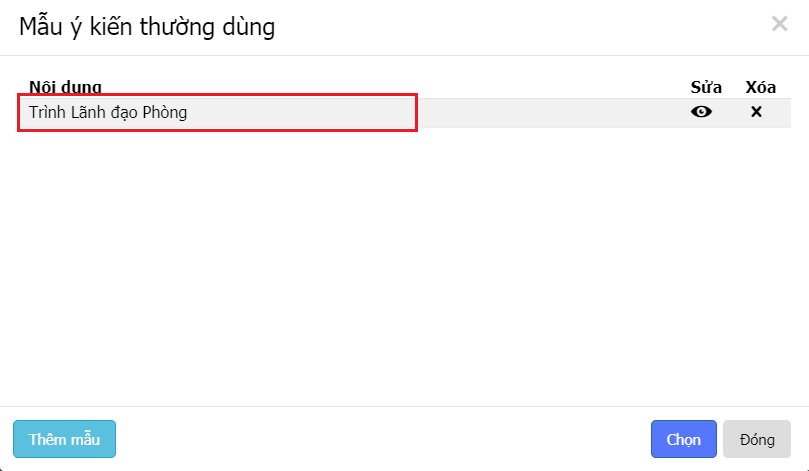 Mẫu ý kiến thường dùng
Nội dung Sửa Xóa
Trình Lãnh đạo Phòng
Thêm mẫu Chọn Đóng